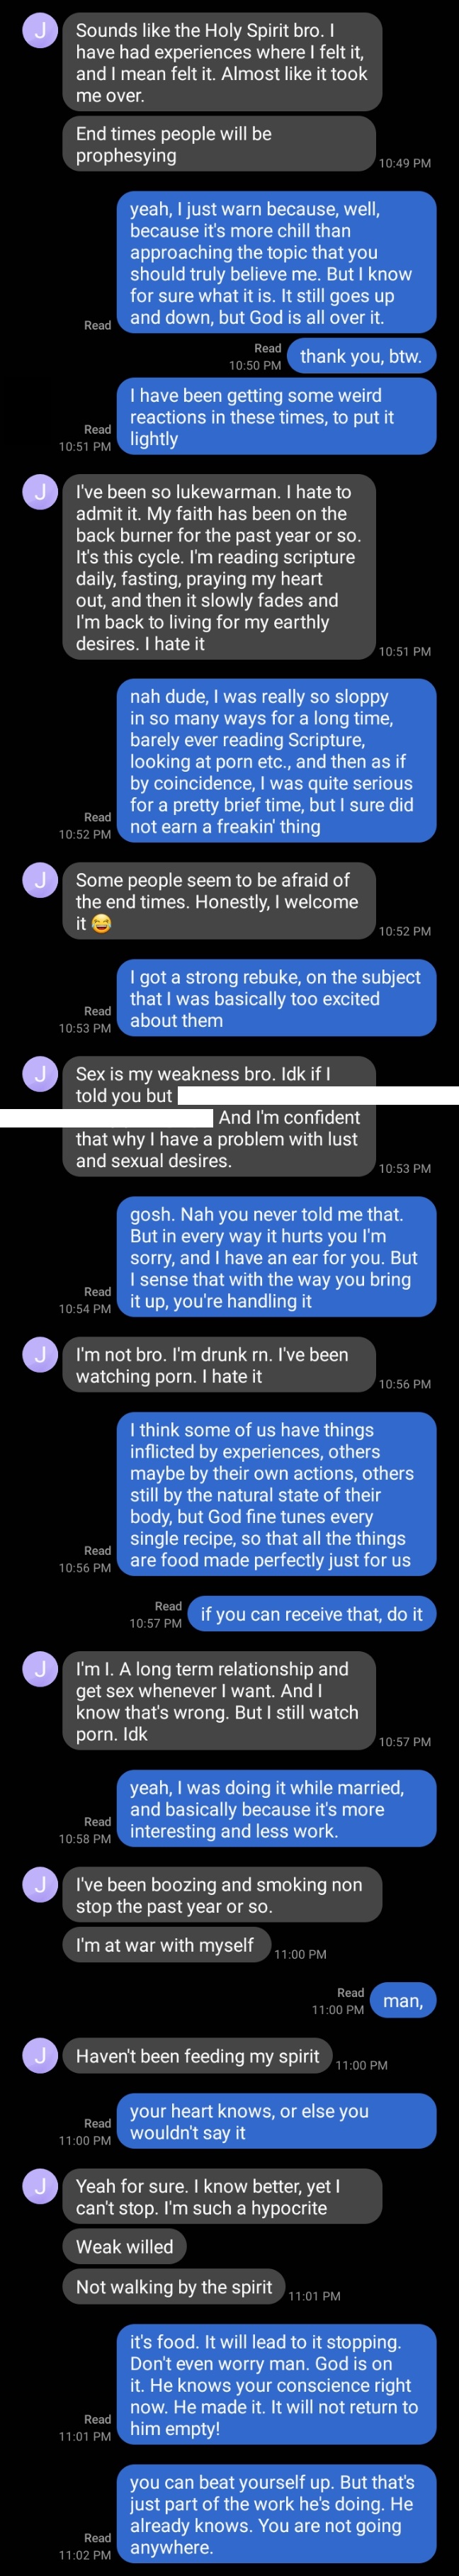 J
Sounds like the Holy Spirit bro. I
have had experiences where I felt it,
and I mean felt it. Almost like it took
me over.
End times people will be
prophesying
10:49 PM
yeah, I just warn because, well,
because it's more chill than
approaching the topic that you
should truly believe me. But I know
for sure what it is. It still goes up
and down, but God is all over it.
Read
Read
10:50 PM
thank you, btw.
I have been getting some weird
reactions in these times, to put it
lightly
Read
10:51 PM
J
I've been so lukewarman. I hate to
admit it. My faith has been on the
back burner for the past year or so.
It's this cycle. I'm reading scripture
daily, fasting, praying my heart
out, and then it slowly fades and
I'm back to living for my earthly
desires. I hate it
10:51 PM
nah dude, I was really so sloppy
in so many ways for a long time,
barely ever reading Scripture,
looking at porn etc., and then as if
by coincidence, I was quite serious
for a pretty brief time, but I sure did
not earn a freakin' thing
Read
10:52 PM
J
Some people seem to be afraid of
the end times. Honestly, I welcome
it 😂
10:52 PM
I got a strong rebuke, on the subject
that I was basically too excited
about them
Read
10:53 PM
J
Sex is my weakness bro. Idk if I
told you but
And I'm confident
that why I have a problem with lust
and sexual desires.
10:53 PM
gosh. Nah you never told me that.
But in every way it hurts you I'm
sorry, and I have an ear for you. But
I sense that with the way you bring
it up, you're handling it
Read
10:54 PM
J
I'm not bro. I'm drunk rn. I've been
watching porn. I hate it
10:56 PM
I think some of us have things
inflicted by experiences, others
maybe by their own actions, others
still by the natural state of their
body, but God fine tunes every
single recipe, so that all the things
are food made perfectly just for us
Read
10:56 PM
Read
10:57 PM
if you can receive that, do it
J
I'm I. A long term relationship and
get sex whenever I want. And I
know that's wrong. But I still watch
porn. Idk
10:57 PM
yeah, I was doing it while married,
and basically because it's more
interesting and less work.
Read
10:58 PM
J
I've been boozing and smoking non
stop the past year or so.
I'm at war with myself
11:00 PM
Read
11:00 PM
man,
J
Haven't been feeding my spirit
11:00 PM
your heart knows, or else you
wouldn't say it
Read
11:00 PM
J
Yeah for sure. I know better, yet I
can't stop. I'm such a hypocrite
Weak willed
Not walking by the spirit
11:01 PM
it's food. It will lead to it stopping.
Don't even worry man. God is on
it. He knows your conscience right
now. He made it. It will not return to
him empty!
Read
11:01 PM
you can beat yourself up. But that's
just part of the work he's doing. He
already knows. You are not going
anywhere.
Read
11:02 PM